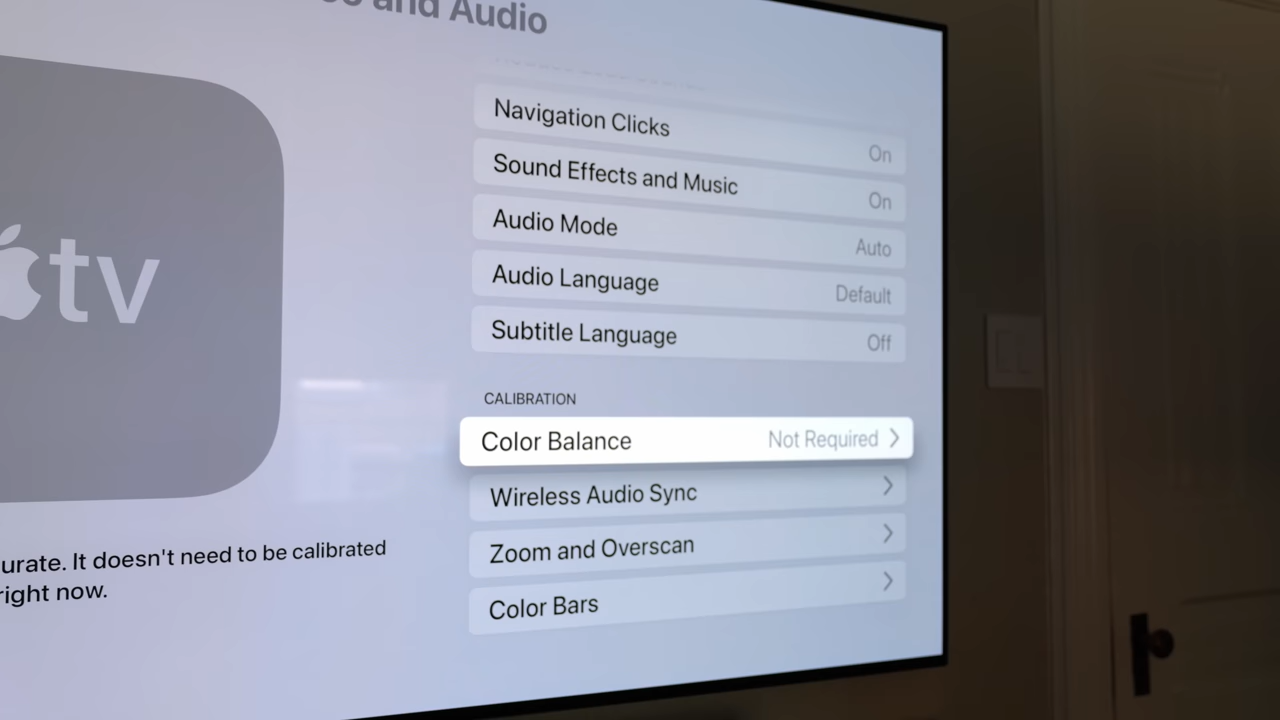 and Audio
Navigation Clicks On
Sound Effects and Music On
Audio Mode Auto
Audio Language Default
Subtitle Language Off
CALIBRATION
Color Balance Not Required
Wireless Audio Sync
Zoom and Overscan
Color Bars
tv
urate. It doesn't need to be calibrated
right now.